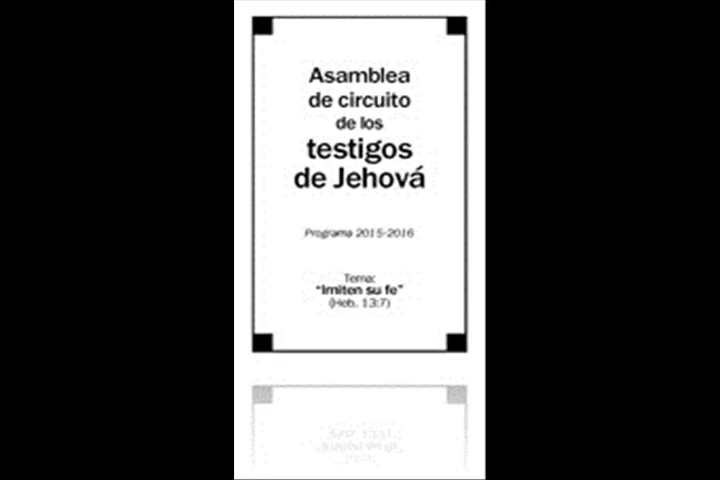 Asamblea
de circuito
de los
testigos
de Jehová
Programa 2015-2016
Tema:
“Imiten su fe”
(Heb. 13:7)